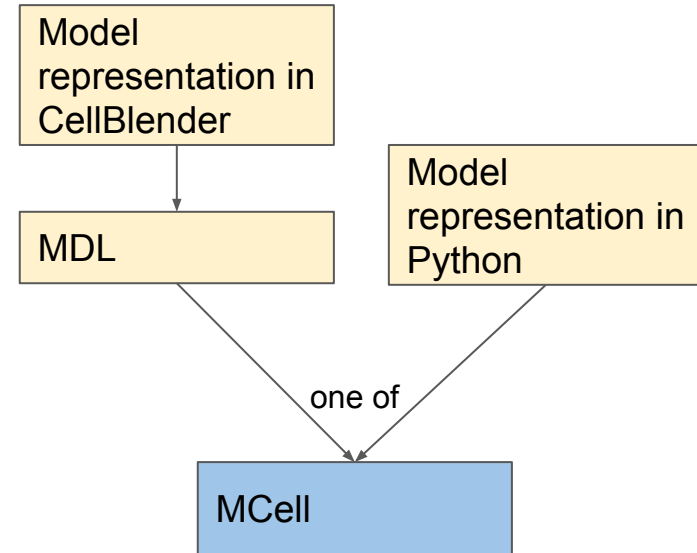 Model
representation in
CellBlender
MDL
Model
representation in
Python
one of
MCell